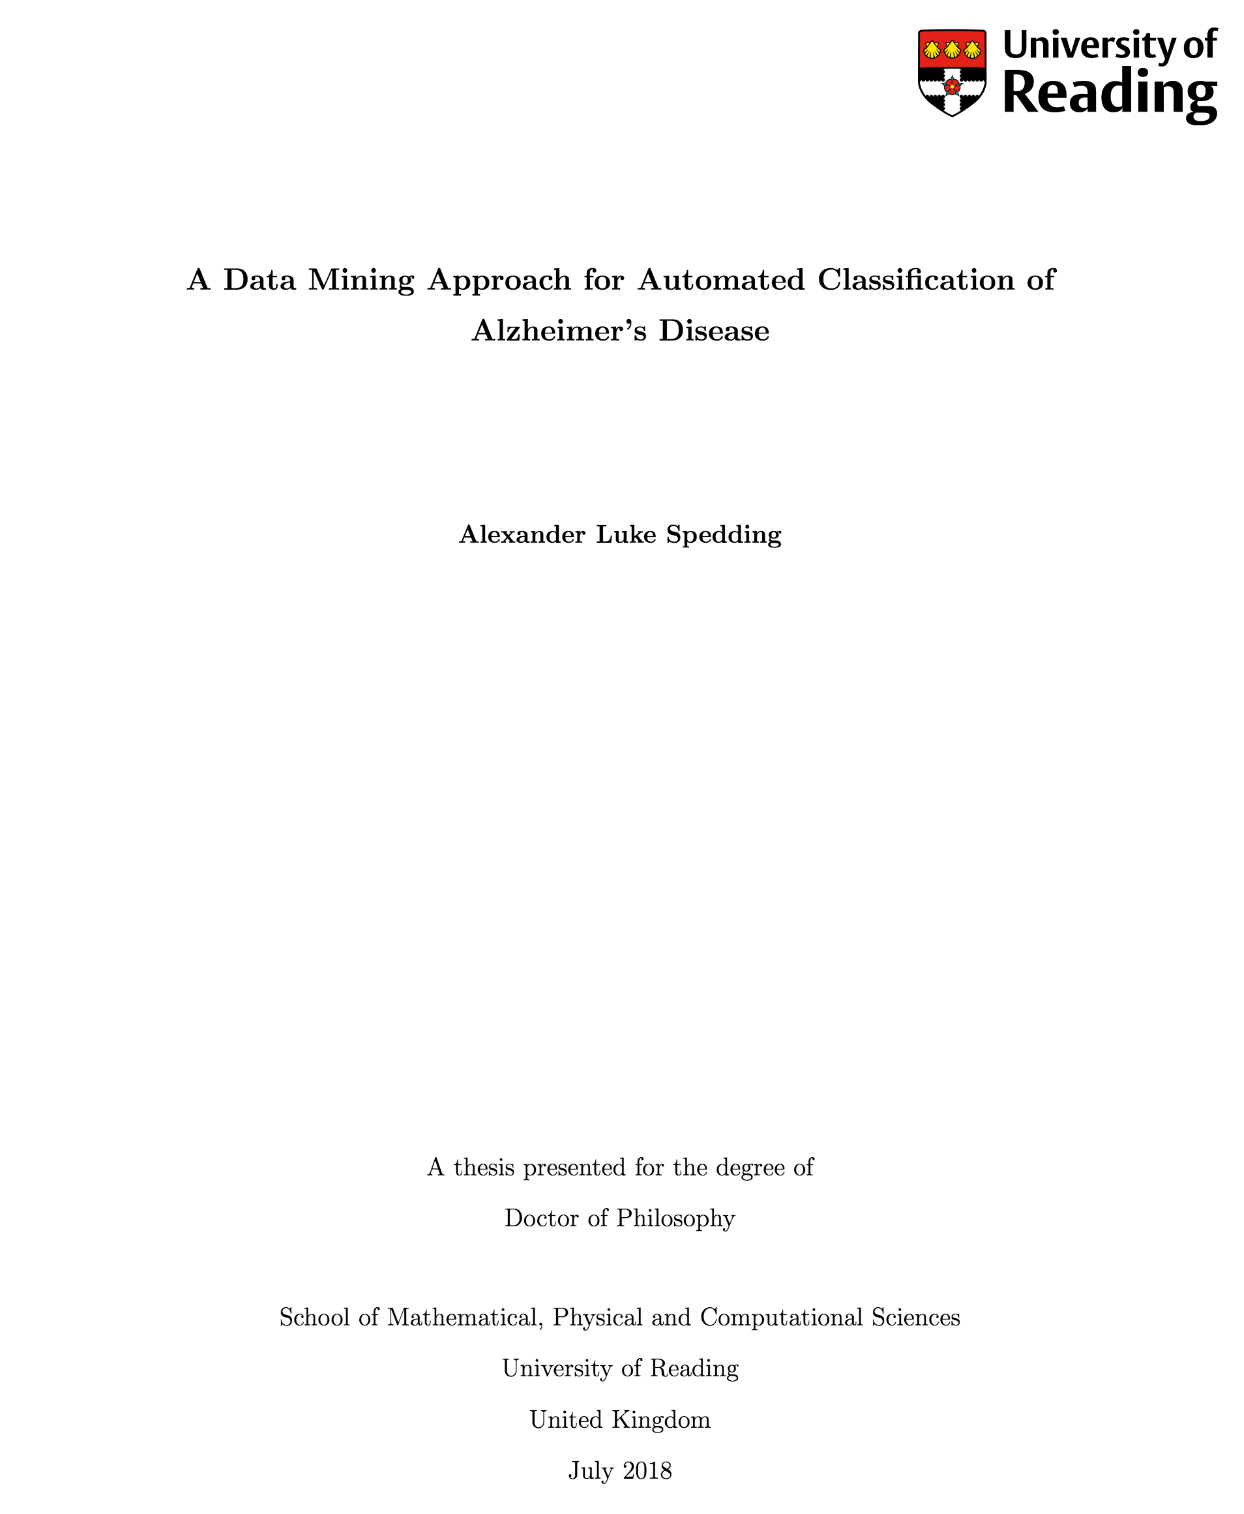 University of
Reading
A Data Mining Approach for Automated Classification of
Alzheimer's Disease
Alexander Luke Spedding
A thesis presented for the degree of
Doctor of Philosophy
School of Mathematical, Physical and Computational Sciences
University of Reading
United Kingdom
July 2018